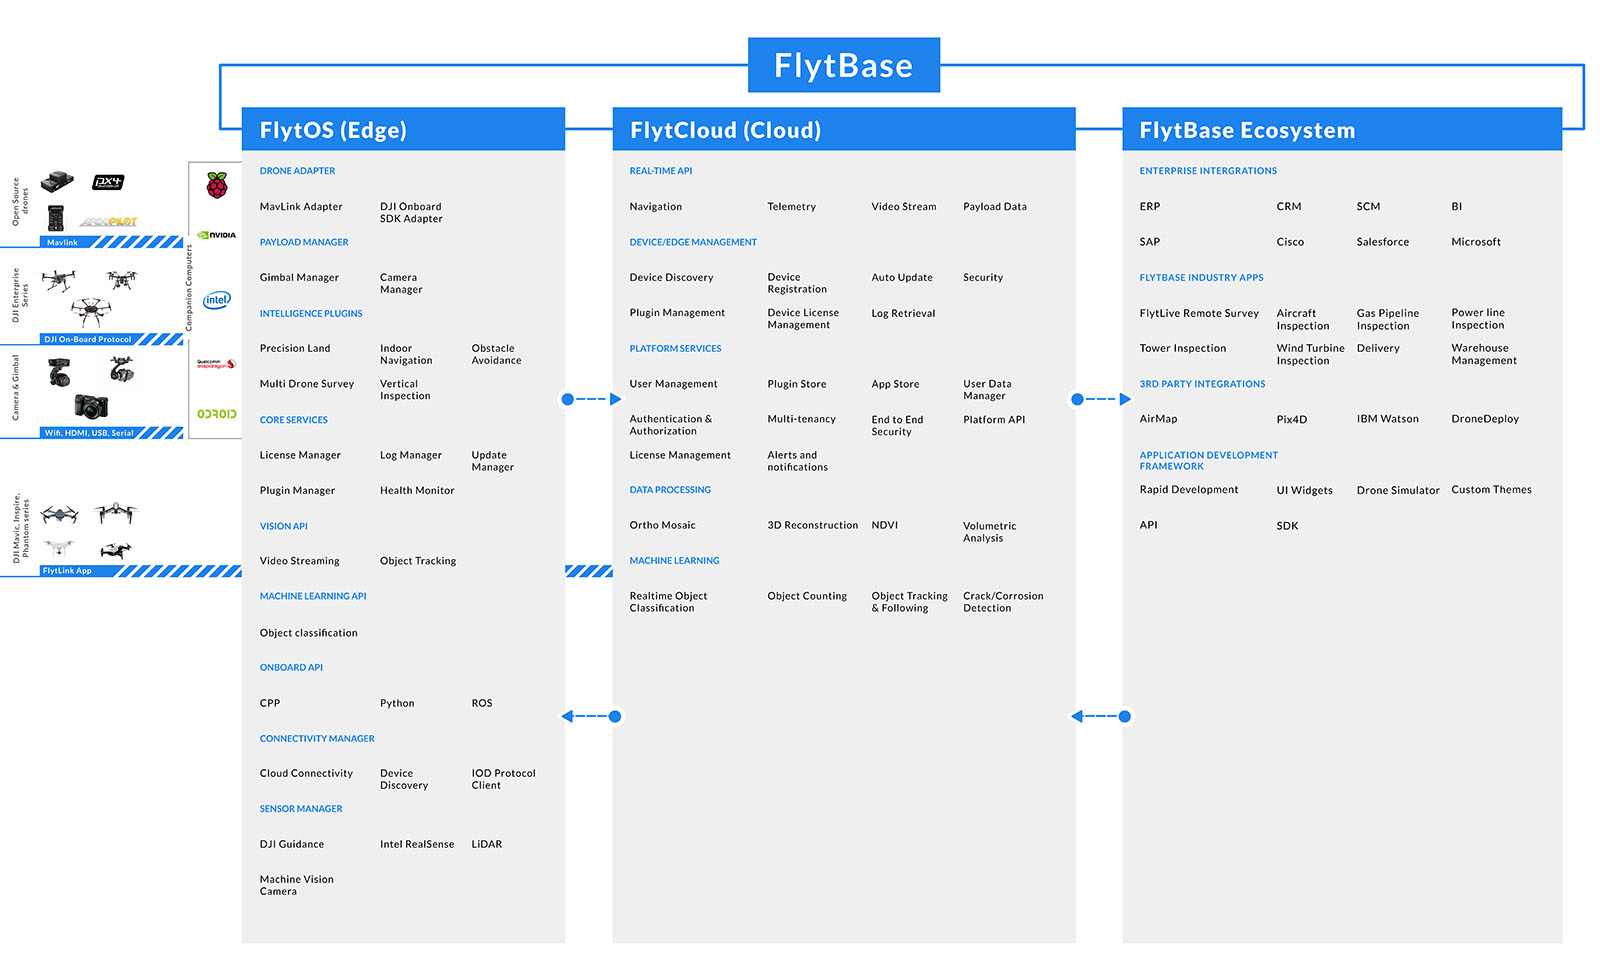 FlytBase
FlytOS (Edge)
FlytCloud (Cloud)
FlytBase Ecosystem
Open Source
drones
px4
autopilot
ARDUPILOT
Mavlink
DJI Enterprise
Series
DJI On-Board Protocol
Camera & Gimbal
Wifi, HDMI, USB, Serial
DJI Mavic, Inspire,
Phantom series
FlytLink App
Companion Computers
NVIDIA
intel
Qualcomm
snapdragon
ODROID
DRONE ADAPTER
MavLink Adapter
DJI Onboard
SDK Adapter
PAYLOAD MANAGER
Gimbal Manager
Camera
Manager
INTELLIGENCE PLUGINS
Precision Land
Indoor
Navigation
Obstacle
Avoidance
Multi Drone Survey
Vertical
Inspection
CORE SERVICES
License Manager
Log Manager
Update
Manager
Plugin Manager
Health Monitor
VISION API
Video Streaming
Object Tracking
MACHINE LEARNING API
Object classification
ONBOARD API
CPP
Python
ROS
CONNECTIVITY MANAGER
Cloud Connectivity
Device
Discovery
IOD Protocol
Client
SENSOR MANAGER
DJI Guidance
Intel RealSense
LiDAR
Machine Vision
Camera
REAL-TIME API
Navigation
Telemetry
Video Stream
Payload Data
DEVICE/EDGE MANAGEMENT
Device Discovery
Device
Registration
Auto Update
Security
Plugin Management
Device License
Management
Log Retrieval
PLATFORM SERVICES
User Management
Plugin Store
App Store
User Data
Manager
Authentication &
Authorization
Multi-tenancy
End to End
Security
Platform API
License Management
Alerts and
notifications
DATA PROCESSING
Ortho Mosaic
3D Reconstruction
NDVI
Volumetric
Analysis
MACHINE LEARNING
Realtime Object
Classification
Object Counting
Object Tracking
& Following
Crack/Corrosion
Detection
ENTERPRISE INTERGRATIONS
ERP
CRM
SCM
BI
SAP
Cisco
Salesforce
Microsoft
FLYTBASE INDUSTRY APPS
FlytLive Remote Survey
Aircraft
Inspection
Gas Pipeline
Inspection
Power line
Inspection
Tower Inspection
Wind Turbine
Inspection
Delivery
Warehouse
Management
3RD PARTY INTEGRATIONS
AirMap
Pix4D
IBM Watson
DroneDeploy
APPLICATION DEVELOPMENT
FRAMEWORK
Rapid Development
UI Widgets
Drone Simulator
Custom Themes
API
SDK